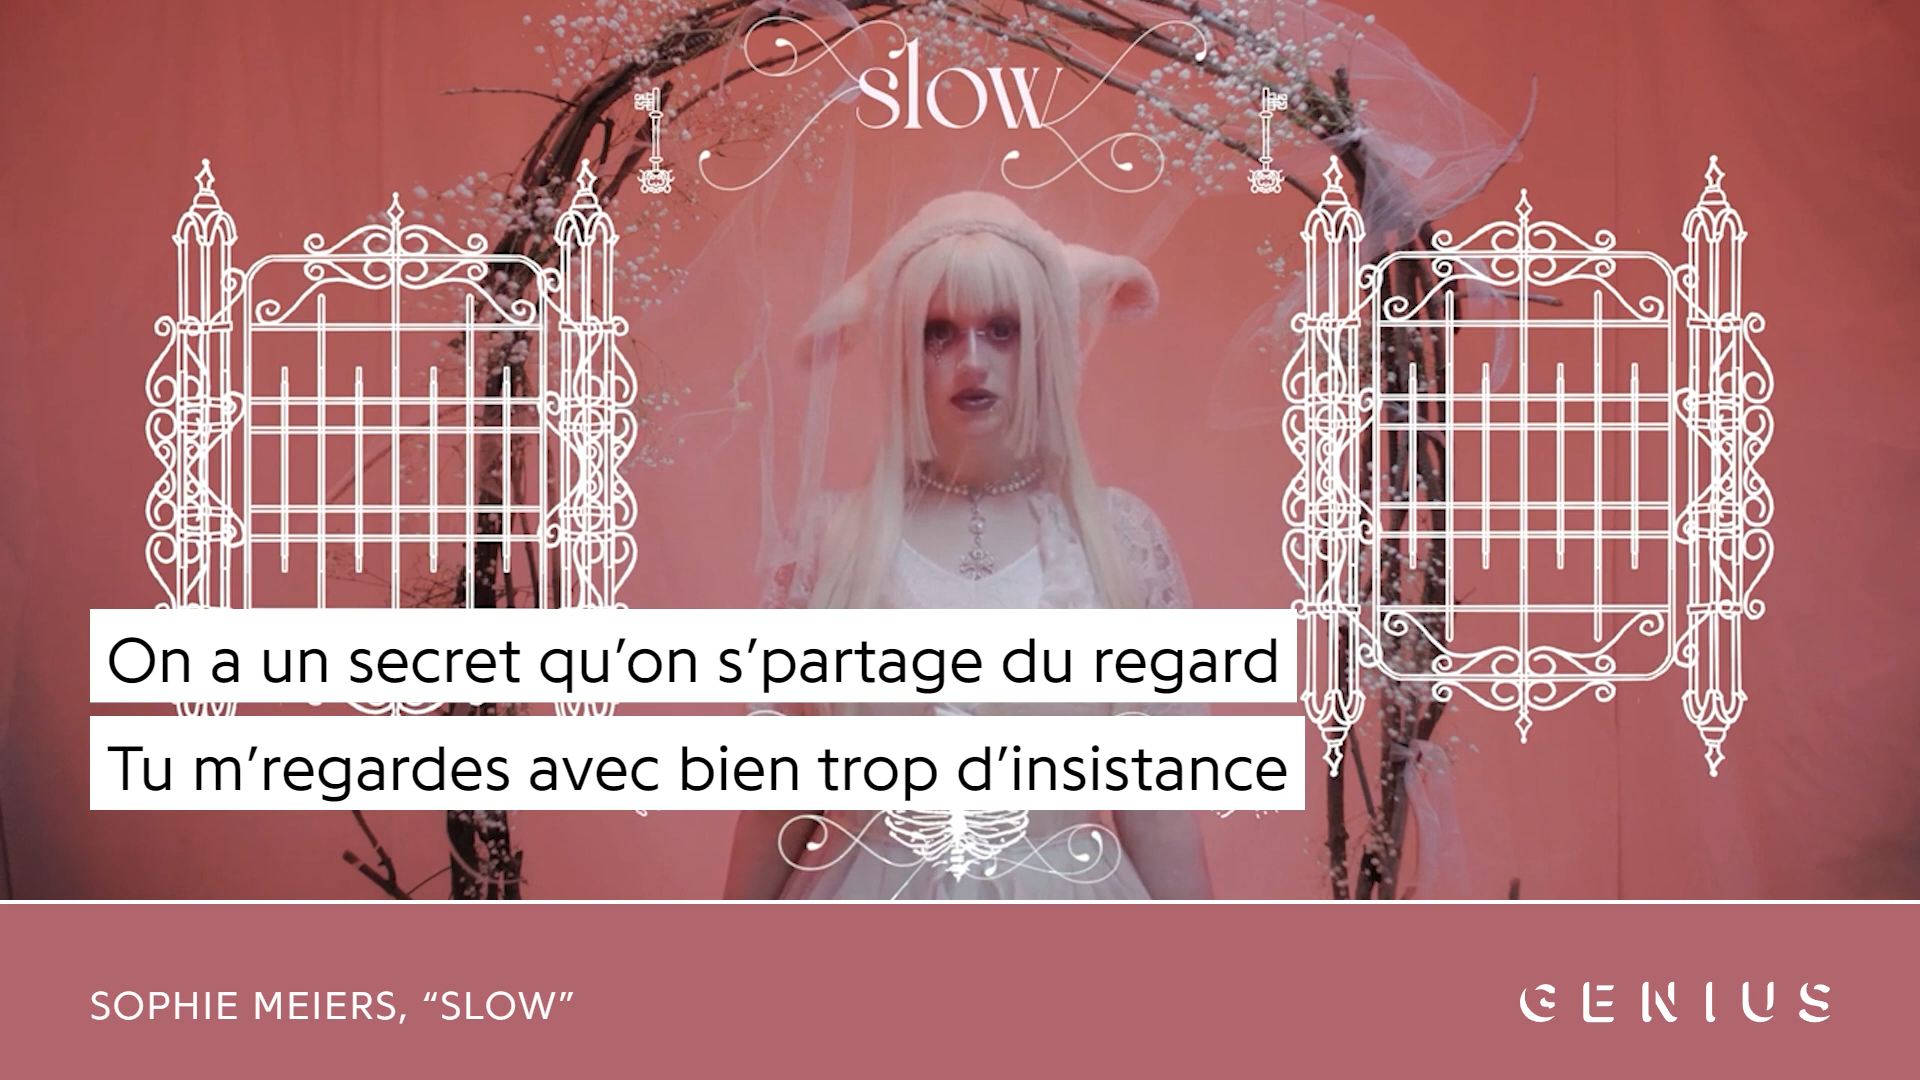 slow
On a un secret qu’on s’partage du regard
Tu m’regardes avec bien trop d’insistance
SOPHIE MEIERS, “SLOW”
GENIUS